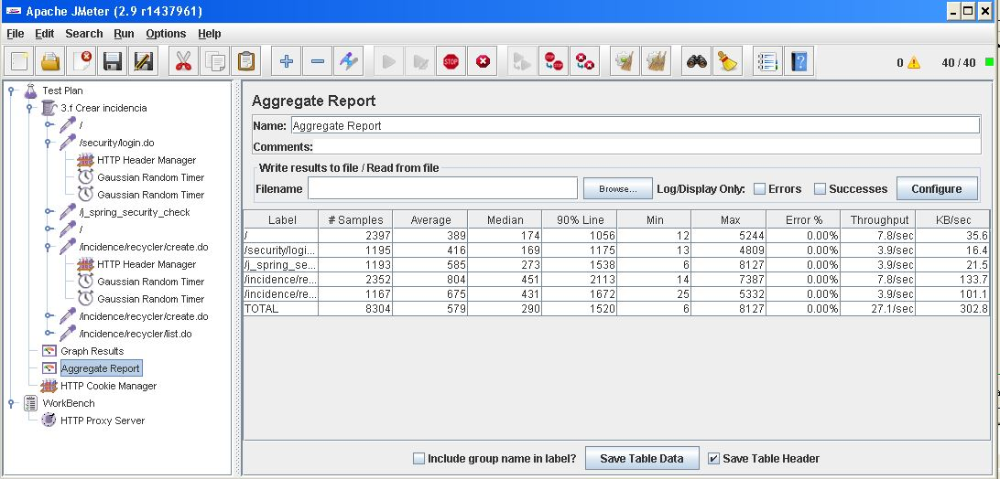 Apache JMeter (2.9 r1437961)
File Edit Search Run Options Help
STOP
STOP
0 40 / 40
Test Plan
3.f Crear incidencia
/
/security/login.do
HTTP Header Manager
Gaussian Random Timer
Gaussian Random Timer
/j_spring_security_check
/
/incidence/recycler/create.do
HTTP Header Manager
Gaussian Random Timer
Gaussian Random Timer
/incidence/recycler/create.do
/incidence/recycler/list.do
Graph Results
Aggregate Report
HTTP Cookie Manager
WorkBench
HTTP Proxy Server
Aggregate Report
Name: Aggregate Report
Comments:
Write results to file / Read from file
Filename Browse... Log/Display Only: Errors Successes Configure
Label # Samples Average Median 90% Line Min Max Error % Throughput KB/sec
/ 2397 389 174 1056 12 5244 0.00% 7.8/sec 35.6
/security/logi... 1195 416 169 1175 13 4809 0.00% 3.9/sec 16.4
/j_spring_se... 1193 585 273 1538 6 8127 0.00% 3.9/sec 21.5
/incidence/re... 2352 804 451 2113 14 7387 0.00% 7.8/sec 133.7
/incidence/re... 1167 675 431 1672 25 5332 0.00% 3.9/sec 101.1
TOTAL 8304 579 290 1520 6 8127 0.00% 27.1/sec 302.8
Include group name in label? Save Table Data Save Table Header